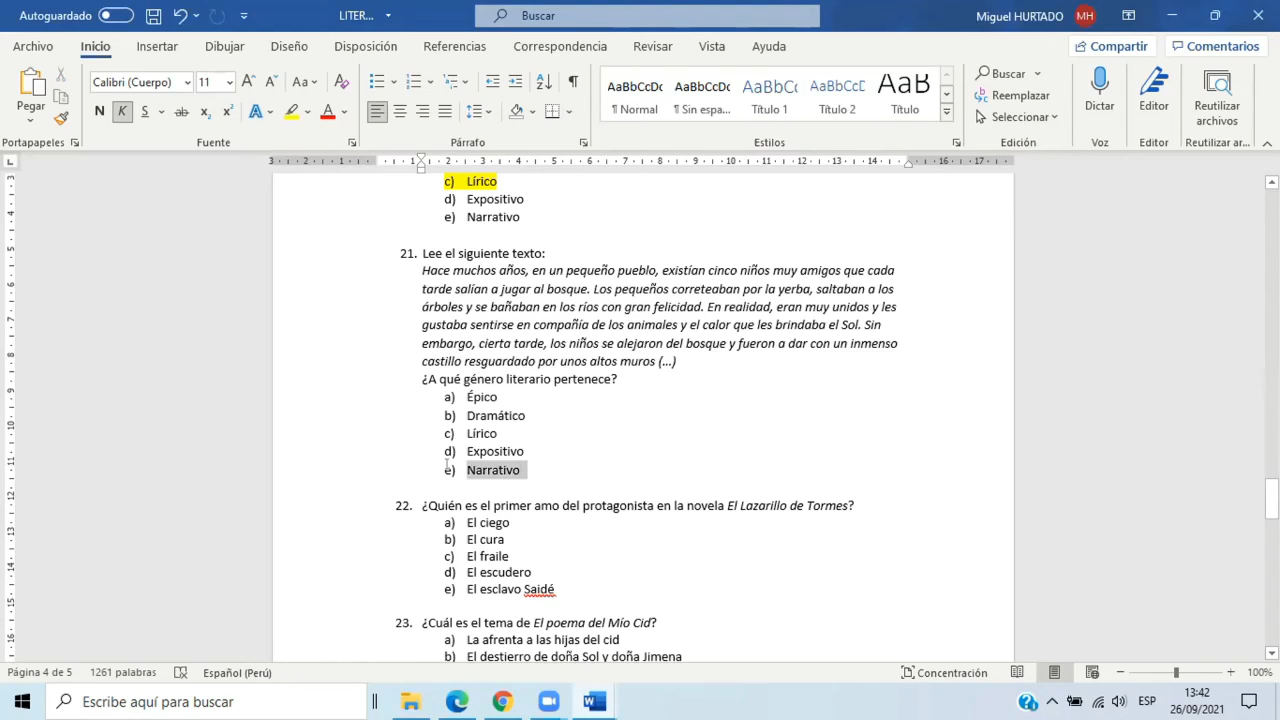 Autoguardado
LITER...
Buscar
Miguel HURTADO
MH
Archivo
Inicio
Insertar
Dibujar
Diseño
Disposición
Referencias
Correspondencia
Revisar
Vista
Ayuda
Compartir
Comentarios
Pegar
Calibri (Cuerpo)
11
N K S
AaBbCcDc
¶ Normal
AaBbCcDc
¶ Sin espa...
AaBbCc
Título 1
AaBbCcD
Título 2
AaB
Título
Buscar
Reemplazar
Seleccionar
Dictar
Editor
Reutilizar archivos
Portapapeles
Fuente
Párrafo
Estilos
Edición
Voz
Editor
Reutilizar ar...
c) Lírico
d) Expositivo
e) Narrativo
21. Lee el siguiente texto:
Hace muchos años, en un pequeño pueblo, existían cinco niños muy amigos que cada
tarde salían a jugar al bosque. Los pequeños correteaban por la yerba, saltaban a los
árboles y se bañaban en los ríos con gran felicidad. En realidad, eran muy unidos y les
gustaba sentirse en compañía de los animales y el calor que les brindaba el Sol. Sin
embargo, cierta tarde, los niños se alejaron del bosque y fueron a dar con un inmenso
castillo resguardado por unos altos muros (...)
¿A qué género literario pertenece?
a) Épico
b) Dramático
c) Lírico
d) Expositivo
e) Narrativo
22. ¿Quién es el primer amo del protagonista en la novela El Lazarillo de Tormes?
a) El ciego
b) El cura
c) El fraile
d) El escudero
e) El esclavo Saidé
23. ¿Cuál es el tema de El poema del Mío Cid?
a) La afrenta a las hijas del cid
b) El destierro de doña Sol y doña Jimena
Página 4 de 5
1261 palabras
Español (Perú)
Concentración
100%
Escribe aquí para buscar
ESP
13:42
26/09/2021